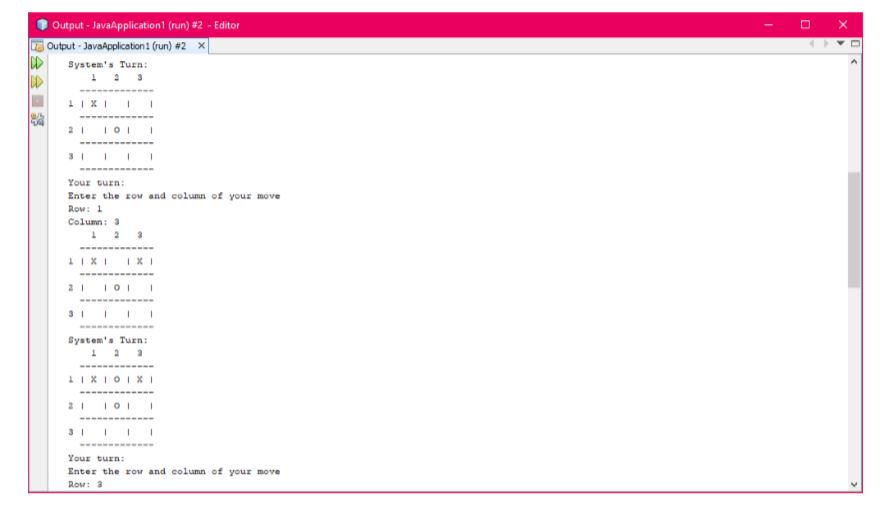 Output - JavaApplication1 (run) #2 - Editor
Output - JavaApplication1 (run) #2 ×
System's Turn:
    1   2   3
  -------------
1 | X |   |   |
  -------------
2 |   | O |   |
  -------------
3 |   |   |   |
  -------------
Your turn:
Enter the row and column of your move
Row: 1
Column: 3
    1   2   3
  -------------
1 | X |   | X |
  -------------
2 |   | O |   |
  -------------
3 |   |   |   |
  -------------
System's Turn:
    1   2   3
  -------------
1 | X | O | X |
  -------------
2 |   | O |   |
  -------------
3 |   |   |   |
  -------------
Your turn:
Enter the row and column of your move
Row: 3